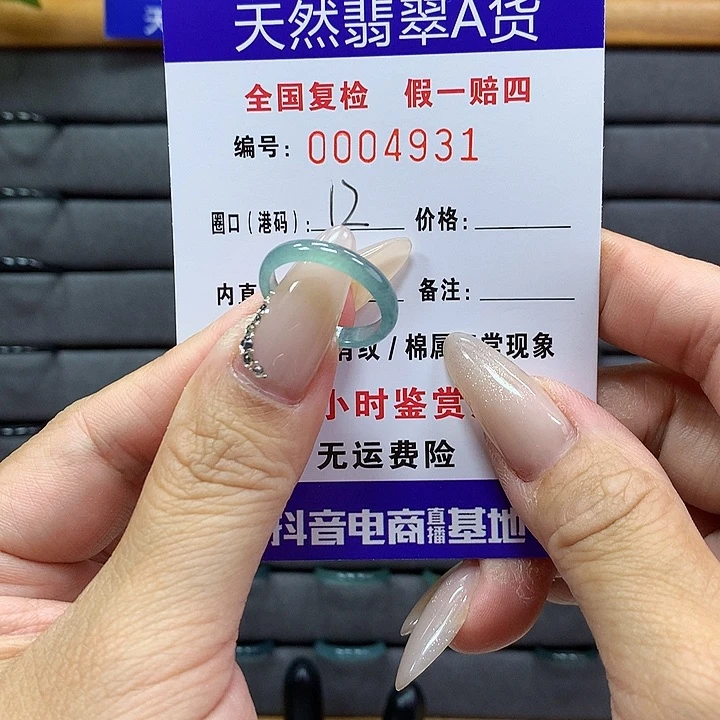 天然翡翠A货
全国复检 假一赔四
编号: 0004931
圈口(港码): 12 价格:
内直 备注:
有纹/棉属 常现象
小时鉴赏
无运费险
抖音电商直播基地